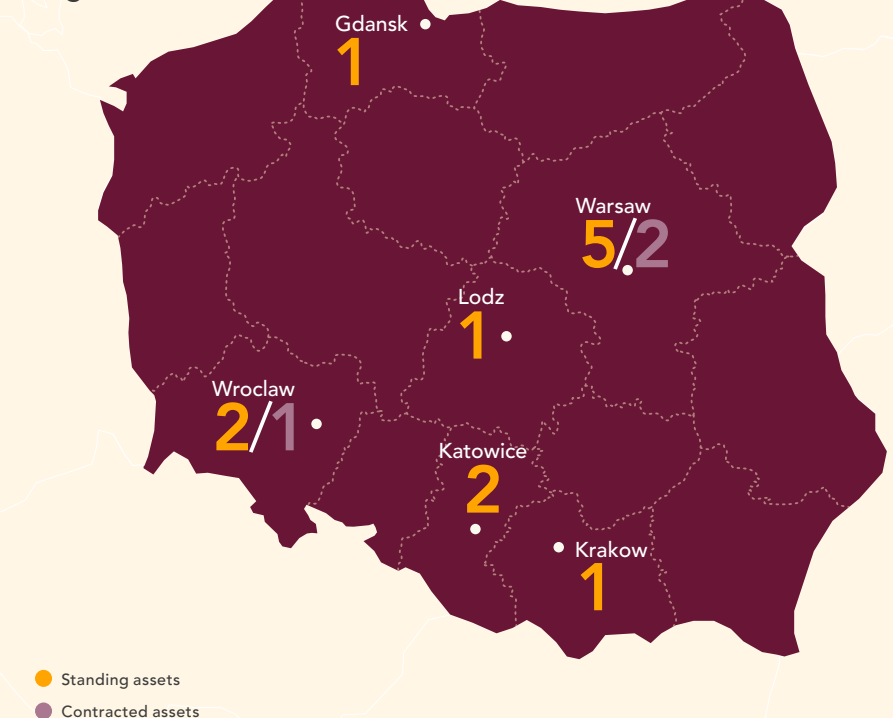 Gdansk
1
Warsaw
5/2
Lodz
1
Wroclaw
2/1
Katowice
2
Krakow
1
Standing assets
Contracted assets